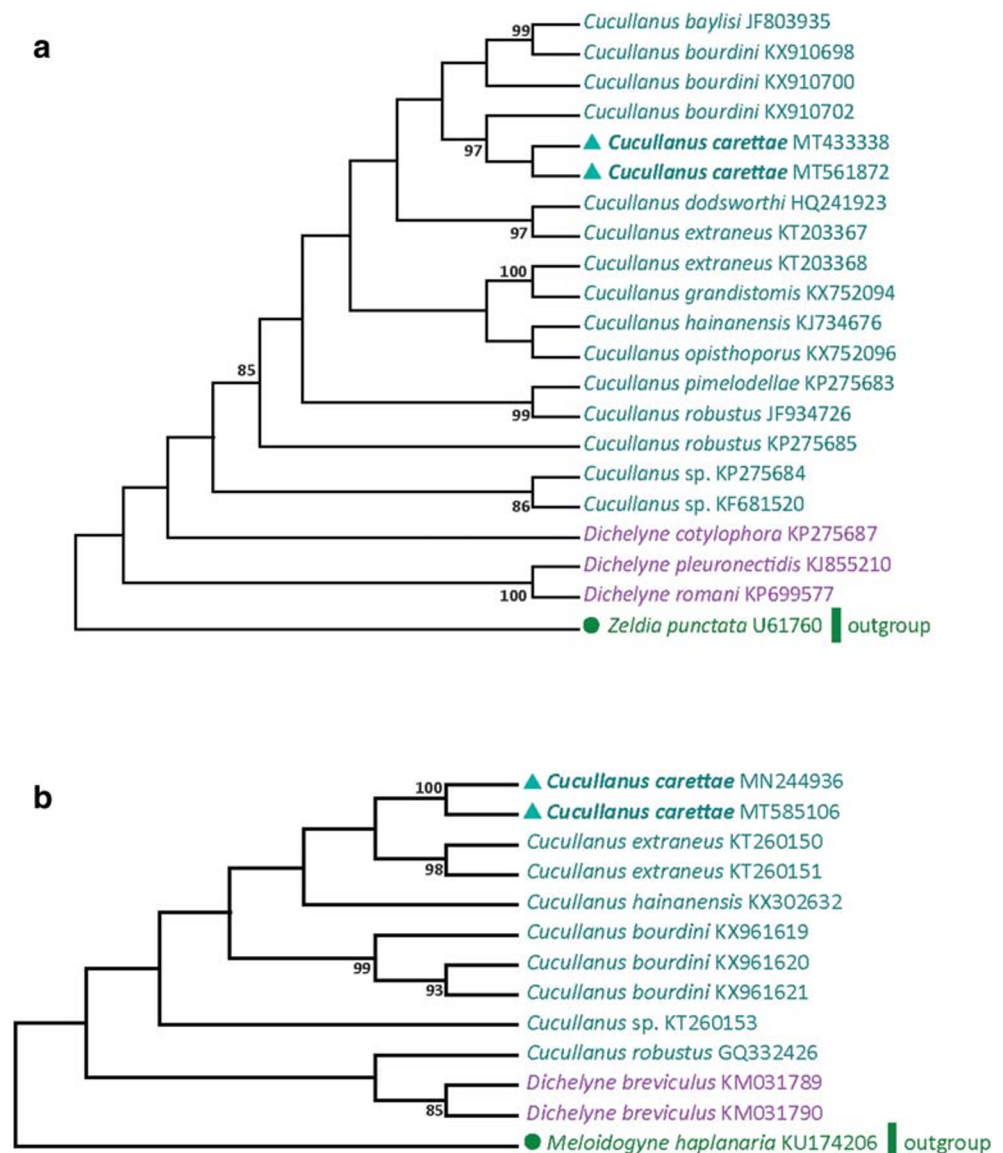 a
99
Cucullanus baylisi JF803935
Cucullanus bourdini KX910698
Cucullanus bourdini KX910700
Cucullanus bourdini KX910702
97
Cucullanus carettae MT433338
Cucullanus carettae MT561872
Cucullanus dodsworthi HQ241923
97
Cucullanus extraneus KT203367
100
Cucullanus extraneus KT203368
Cucullanus grandistomis KX752094
Cucullanus hainanensis KJ734676
Cucullanus opisthoporus KX752096
85
Cucullanus pimelodellae KP275683
99
Cucullanus robustus JF934726
Cucullanus robustus KP275685
Cucullanus sp. KP275684
86
Cucullanus sp. KF681520
Dichelyne cotylophora KP275687
Dichelyne pleuronectidis KJ855210
100
Dichelyne romani KP699577
Zeldia punctata U61760 outgroup
b
100
Cucullanus carettae MN244936
Cucullanus carettae MT585106
Cucullanus extraneus KT260150
98
Cucullanus extraneus KT260151
Cucullanus hainanensis KX302632
Cucullanus bourdini KX961619
99
Cucullanus bourdini KX961620
93
Cucullanus bourdini KX961621
Cucullanus sp. KT260153
Cucullanus robustus GQ332426
Dichelyne breviculus KM031789
85
Dichelyne breviculus KM031790
Meloidogyne haplanaria KU174206 outgroup